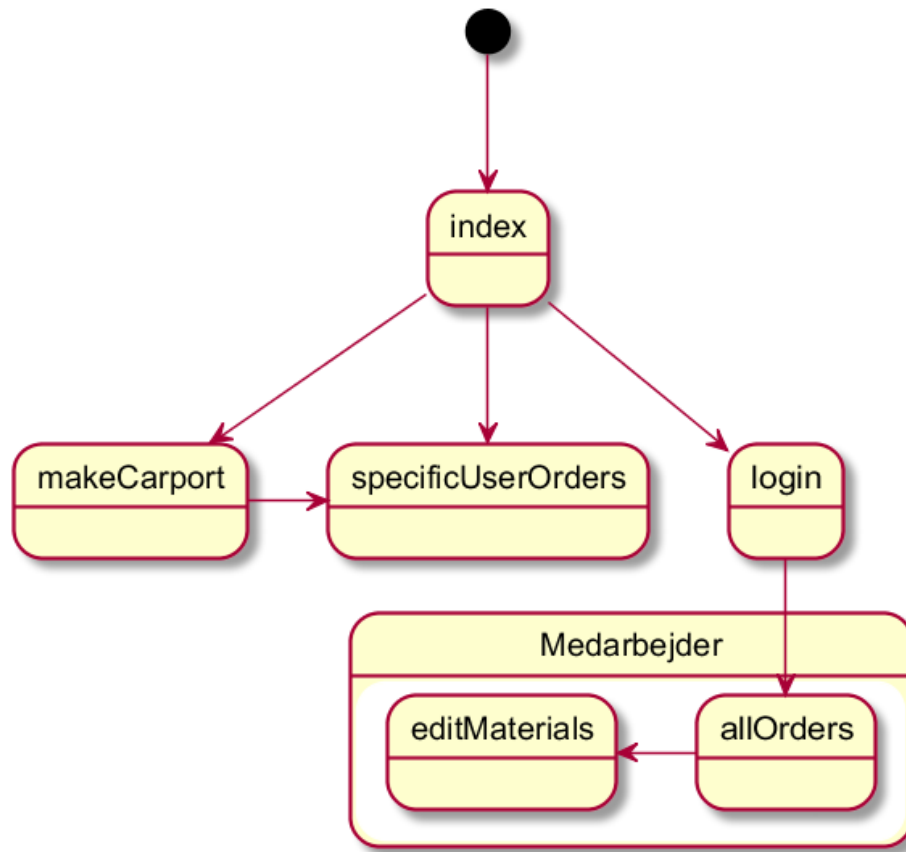 index
makeCarport
specificUserOrders
login
Medarbejder
editMaterials
allOrders